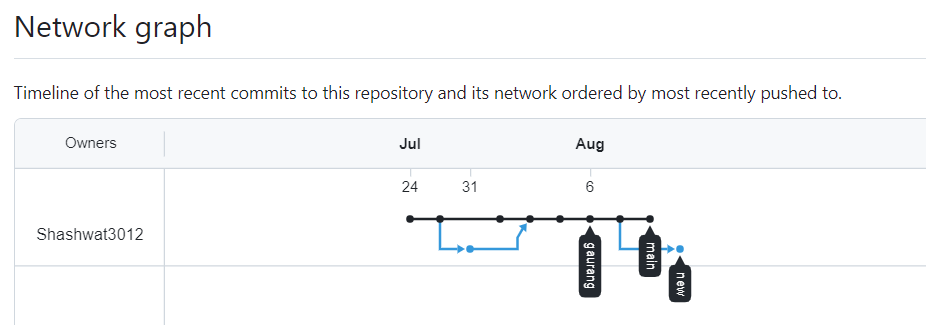 Network graph
Timeline of the most recent commits to this repository and its network ordered by most recently pushed to.
Owners
Jul
Aug
24
31
6
Shashwat3012
gaurang
main
new